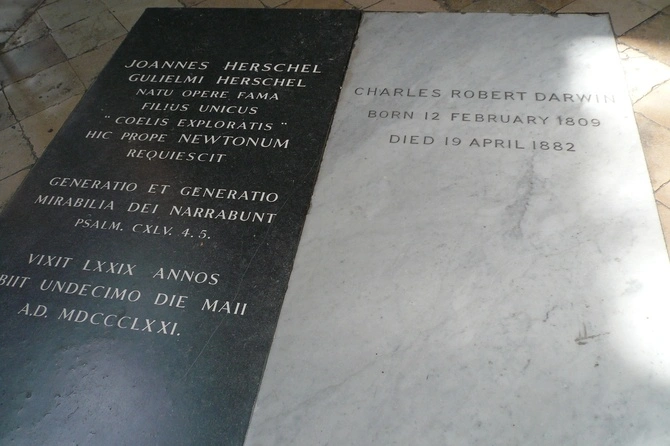 JOANNES HERSCHEL
GULIELMI HERSCHEL
NATU OPERE FAMA
FILIUS UNICUS
"COELIS EXPLORATIS"
HIC PROPE NEWTONUM
REQUIESCIT
GENERATIO ET GENERATIO
MIRABILIA DEI NARRABUNT
PSALM. CXLV. 4. 5.
VIXIT LXXIX ANNOS
BIIT UNDECIMO DIE MAII
A.D. MDCCCLXXI.
CHARLES ROBERT DARWIN
BORN 12 FEBRUARY 1809
DIED 19 APRIL 1882